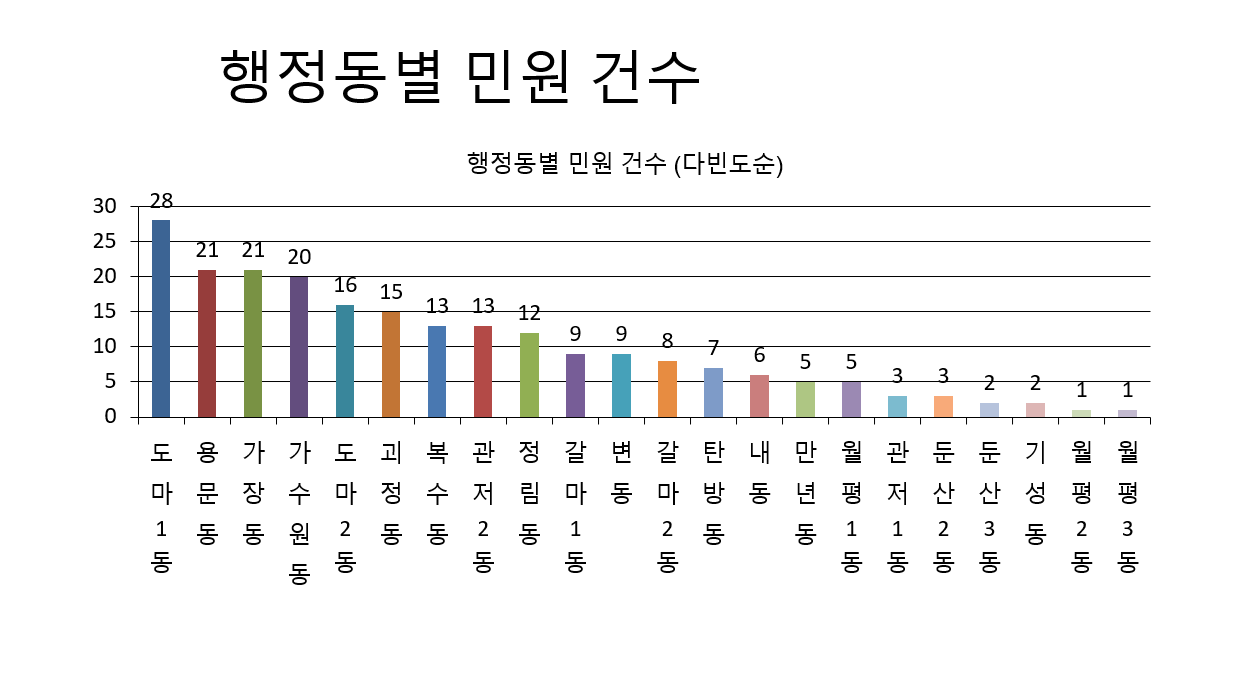 행정동별 민원 건수
행정동별 민원 건수 (다빈도순)
30
25
20
15
10
5
0
28
21
21
20
16
15
13
13
12
9
9
8
7
6
5
5
3
3
2
2
1
1
도마1동
용문동
가장동
가수원동
도마2동
괴정동
복수동
관저2동
정림동
갈마1동
변동
갈마2동
탄방동
내동
만년동
월평1동
관저1동
둔산2동
둔산3동
기성동
월평2동
월평3동